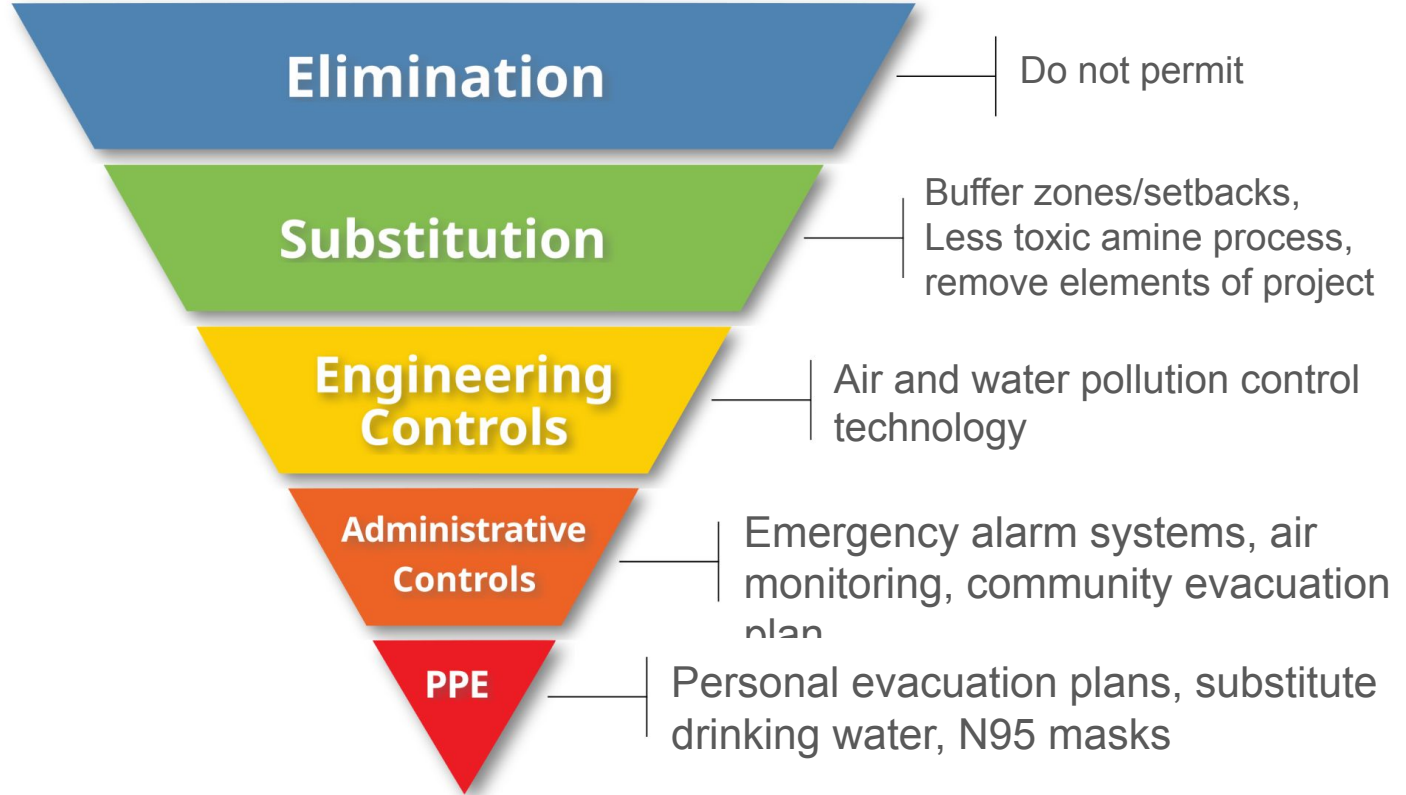 Elimination
Do not permit
Substitution
Buffer zones/setbacks,
Less toxic amine process,
remove elements of project
Engineering
Controls
Air and water pollution control
technology
Administrative
Controls
Emergency alarm systems, air
monitoring, community evacuation
plan
PPE
Personal evacuation plans, substitute
drinking water, N95 masks